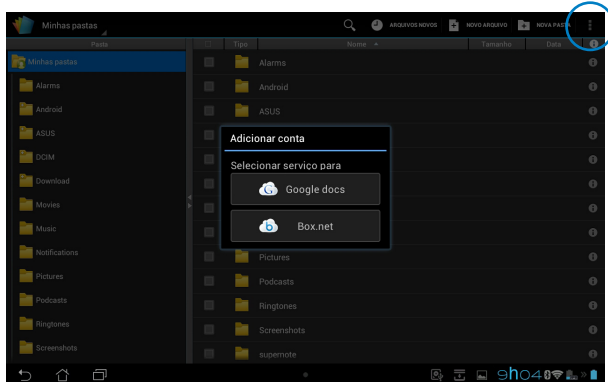 Minhas pastas
ARQUIVOS NOVOS
NOVO ARQUIVO
NOVA PASTA
Pasta
Tipo
Nome
Tamanho
Data
Minhas pastas
Alarms
Android
ASUS
DCIM
Download
Movies
Music
Notifications
Pictures
Podcasts
Ringtones
Screenshots
Alarms
Android
ASUS
Adicionar conta
Selecionar serviço para
Google docs
Box.net
Pictures
Podcasts
Ringtones
Screenshots
supernote
9h04